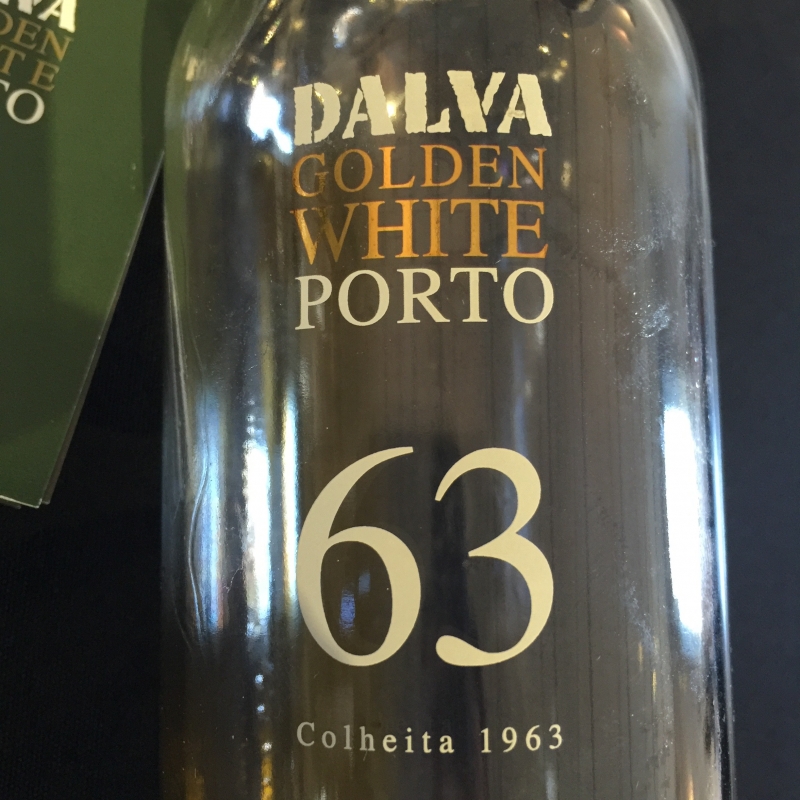 DALVA
GOLDEN
WHITE
PORTO
63
Colheita 1963